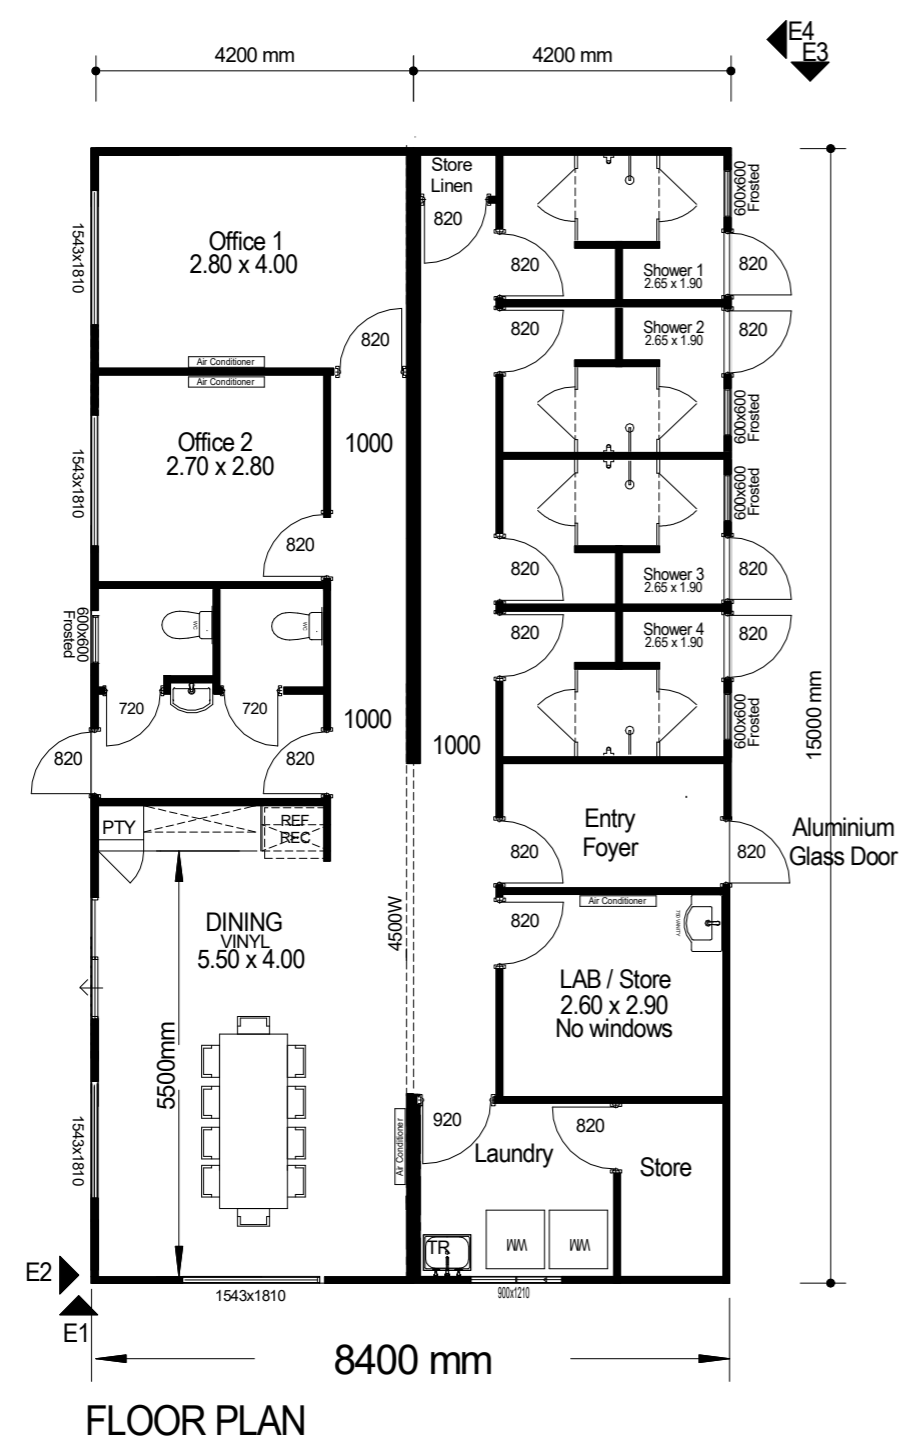 4200 mm
4200 mm
E4
E3
Store
Linen
820
600x600
Frosted
1543x1810
Office 1
2.80 x 4.00
820
Shower 1
2.65 x 1.90
820
820
Air Conditioner
Air Conditioner
820
Shower 2
2.65 x 1.90
820
600x600
Frosted
1543x1810
Office 2
2.70 x 2.80
1000
600x600
Frosted
820
820
Shower 3
2.65 x 1.90
820
600x600
Frosted
WC
WC
820
Shower 4
2.65 x 1.90
820
720
720
1000
1000
600x600
Frosted
15000 mm
820
820
PTY
REF
REC
Entry
Foyer
820
820
Aluminium
Glass Door
DINING
VINYL
5.50 x 4.00
4500W
Air Conditioner
820
LAB / Store
2.60 x 2.90
No windows
5500mm
1543x1810
Air Conditioner
920
820
Laundry
Store
TR
WM
WM
E2
E1
1543x1810
900x1210
8400 mm
FLOOR PLAN